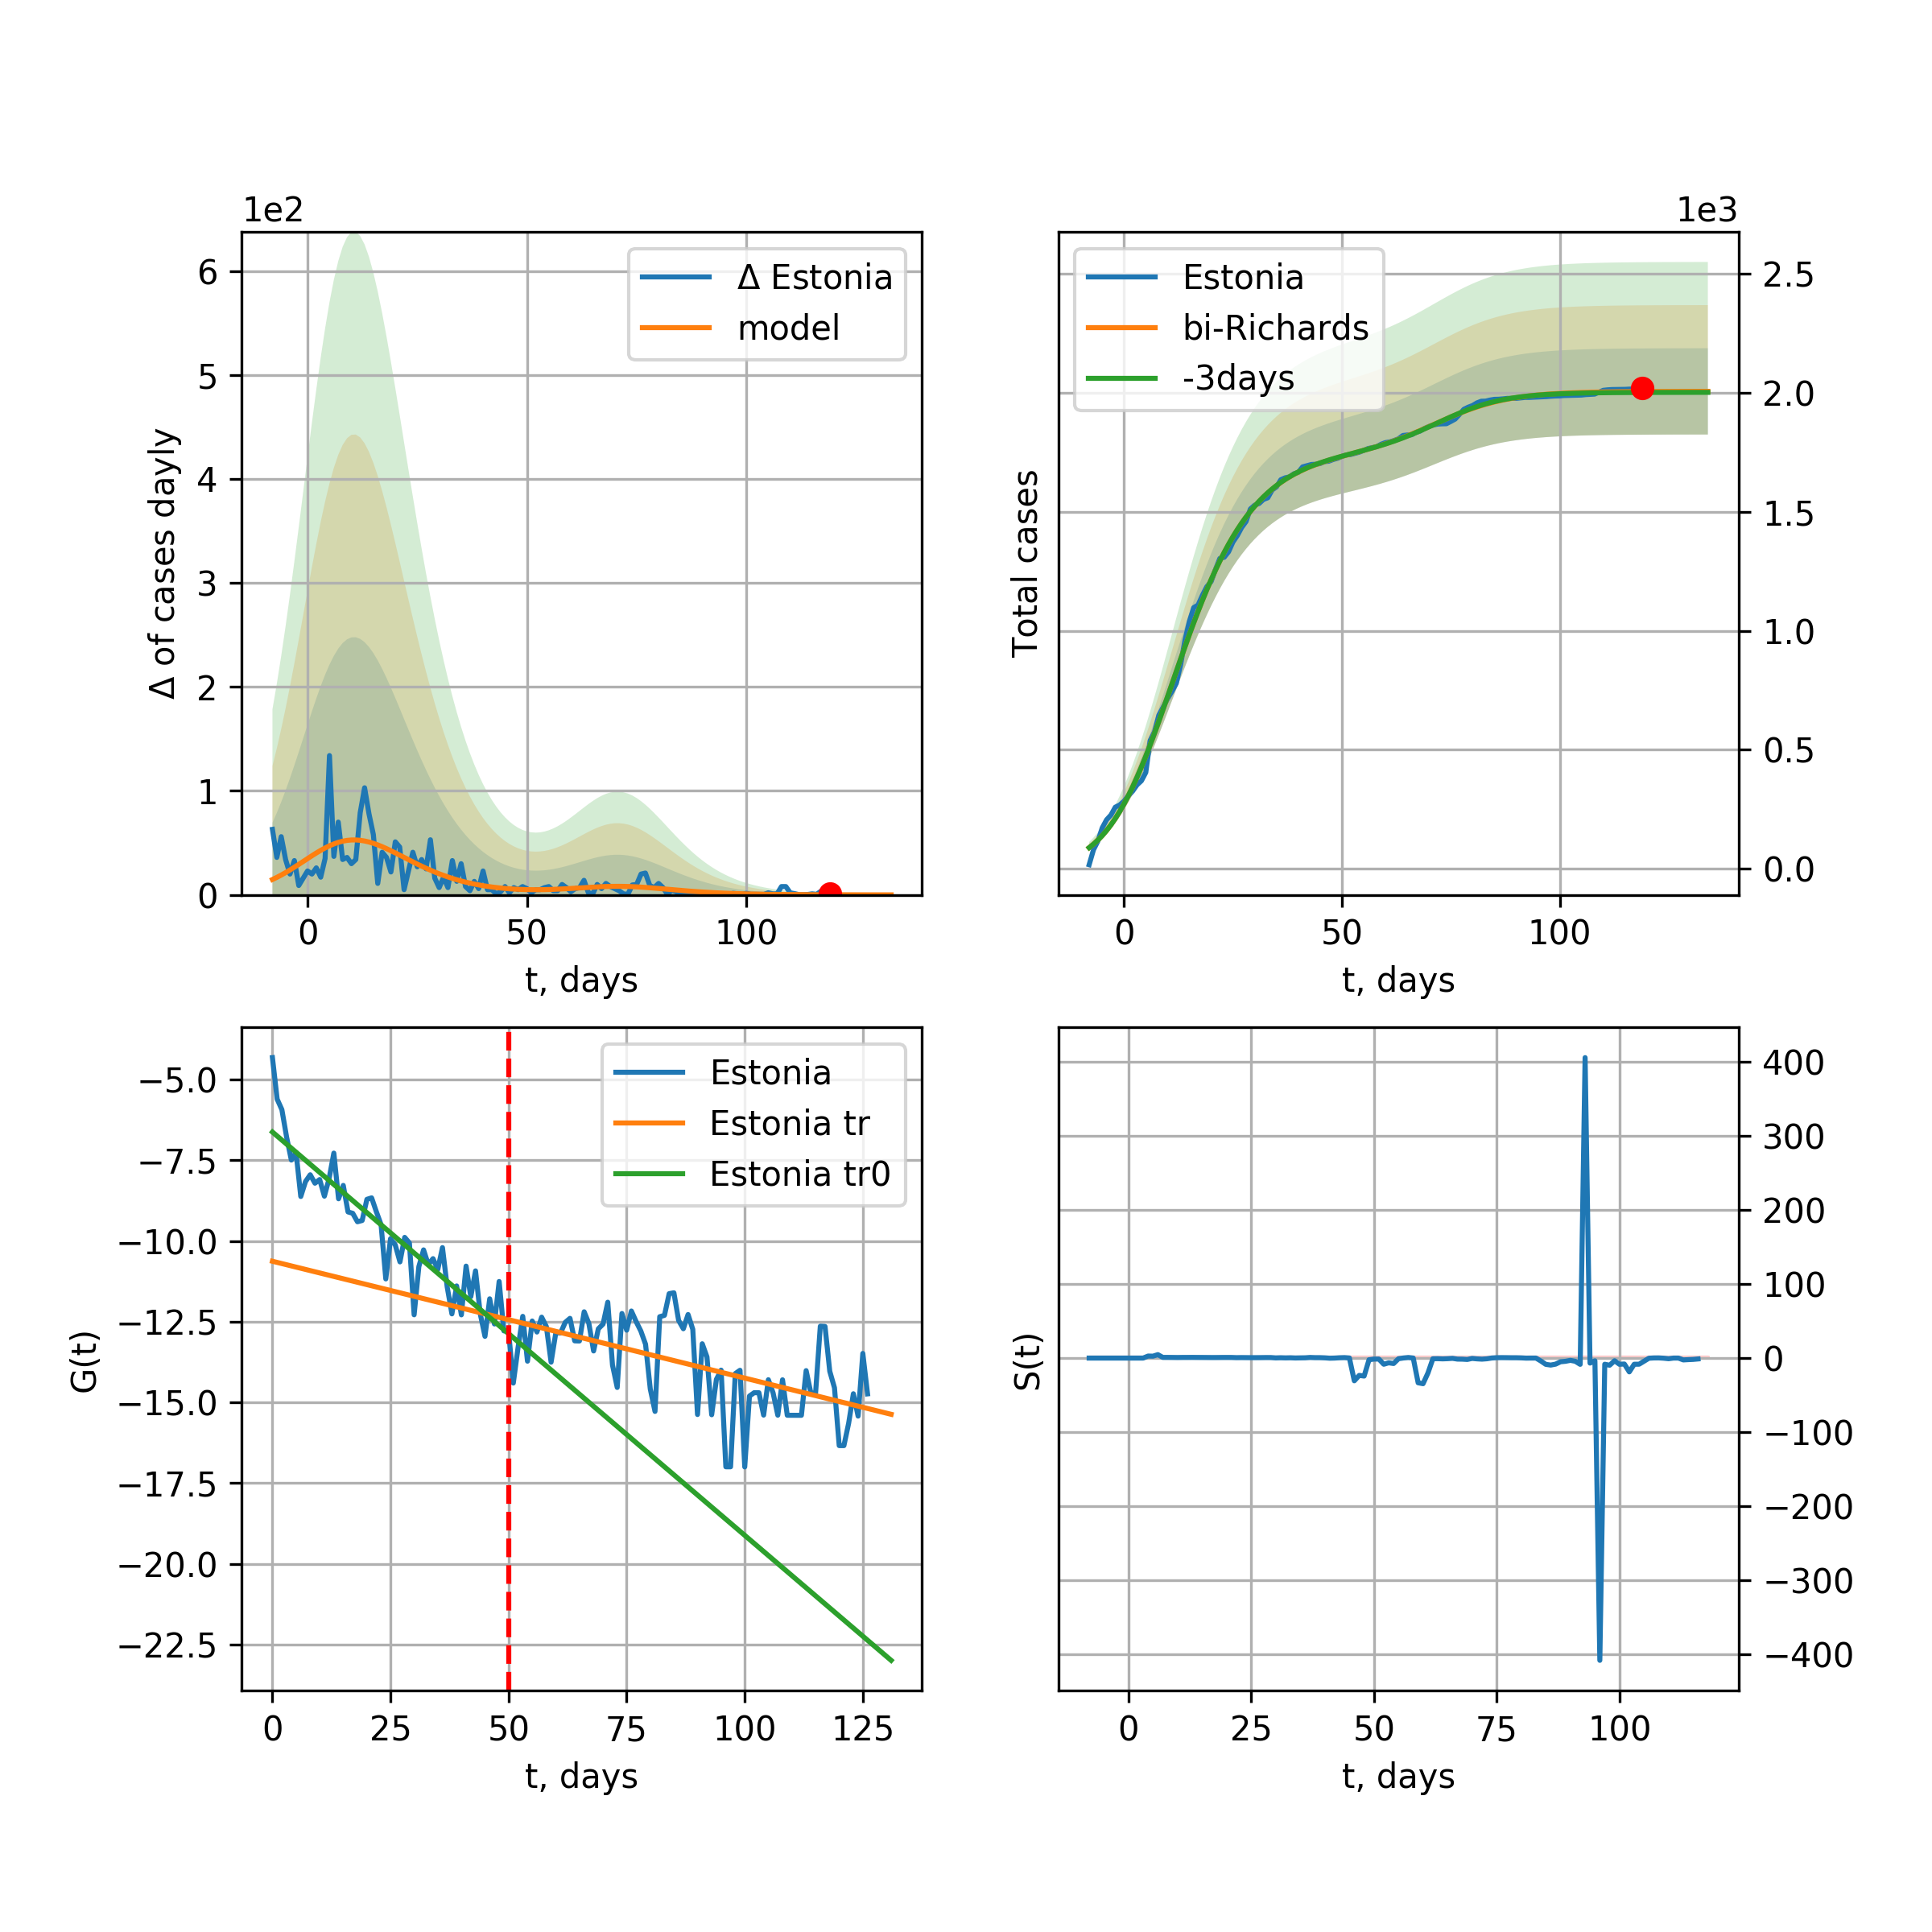 1e2
6
5
4
3
2
1
0
Δ of cases dayly
Δ Estonia
model
0 50 100
t, days
1e3
Estonia
bi-Richards
-3days
2.5
2.0
1.5
1.0
0.5
0.0
Total cases
0 50 100
t, days
−5.0
−7.5
−10.0
−12.5
−15.0
−17.5
−20.0
−22.5
G(t)
Estonia
Estonia tr
Estonia tr0
0 25 50 75 100 125
t, days
400
300
200
100
0
−100
−200
−300
−400
S(t)
0 25 50 75 100
t, days